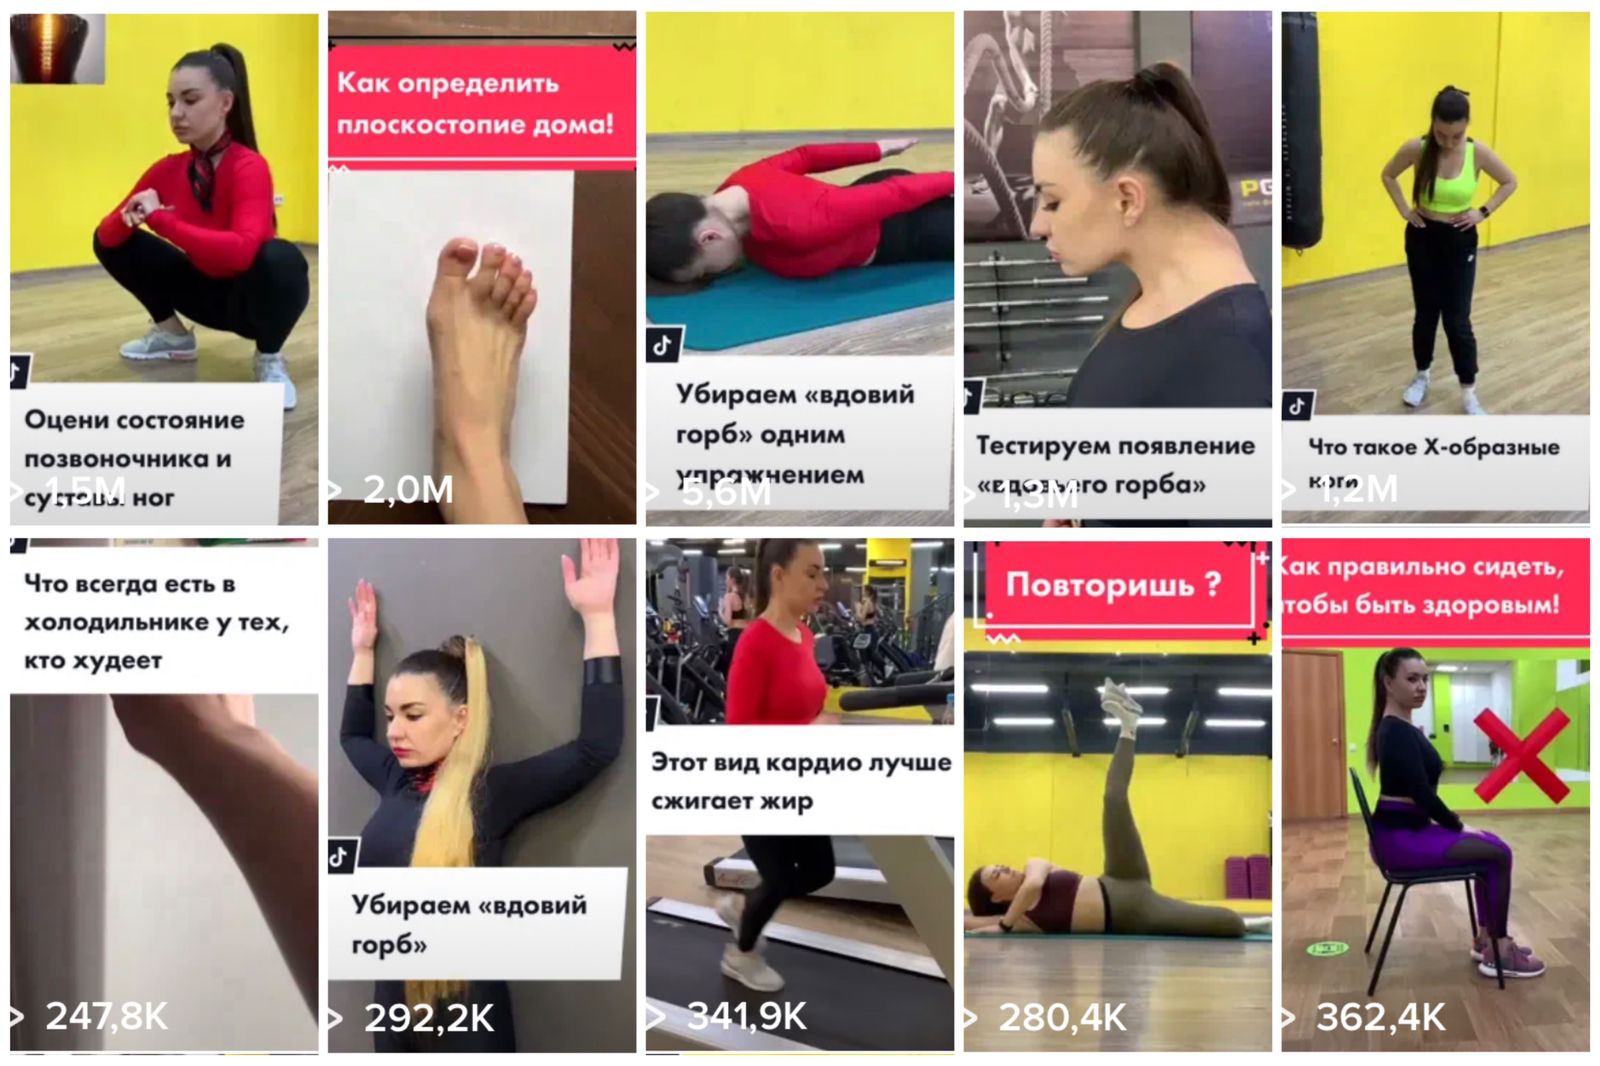 Оцени состояние
позвоночника и
суставы ног
1,5M
Как определить
плоскостопие дома!
2,0M
Убираем «вдовий
горб» одним
упражнением
5,6M
Тестируем появление
«вдовьего горба»
1,3M
Что такое Х-образные
ноги
1,2M
Что всегда есть в
холодильнике у тех,
кто худеет
247,8K
Убираем «вдовий
горб»
292,2K
Этот вид кардио лучше
сжигает жир
341,9K
Повторишь ?
280,4K
Как правильно сидеть,
чтобы быть здоровым!
362,4K